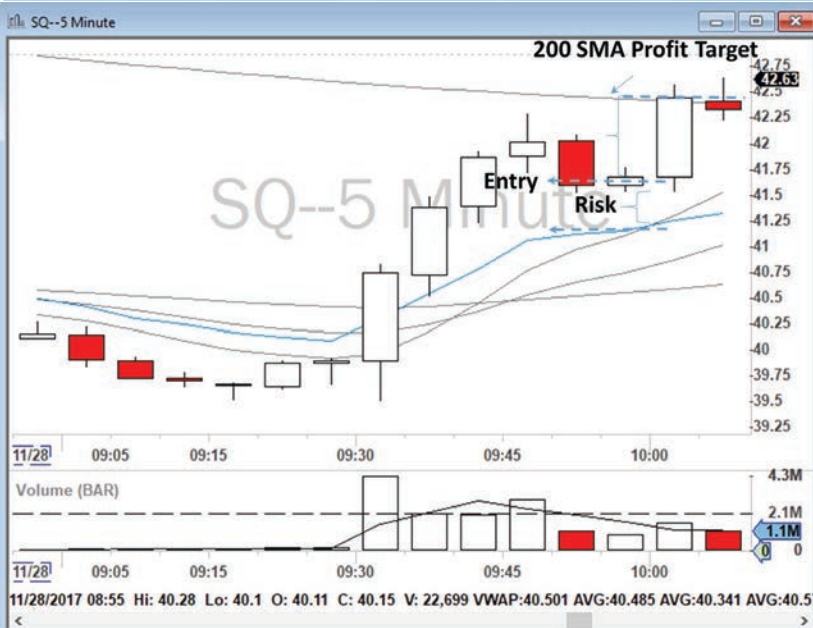 SQ--5 Minute
200 SMA Profit Target
42.75
42.63
42.5
42.25
42
41.75
41.5
41.25
41
40.75
40.5
40.25
40
39.75
39.5
39.25
SQ--5 Minute
Entry
Risk
11/28 09:05 09:15 09:30 09:45 10:00
Volume (BAR)
4.3M
2.1M
1.1M
0 0
11/28 09:05 09:15 09:30 09:45 10:00
11/28/2017 08:55 Hi: 40.28 Lo: 40.1 O: 40.11 C: 40.15 V: 22,699 VWAP:40.501 AVG:40.485 AVG:40.341 AVG:40.5